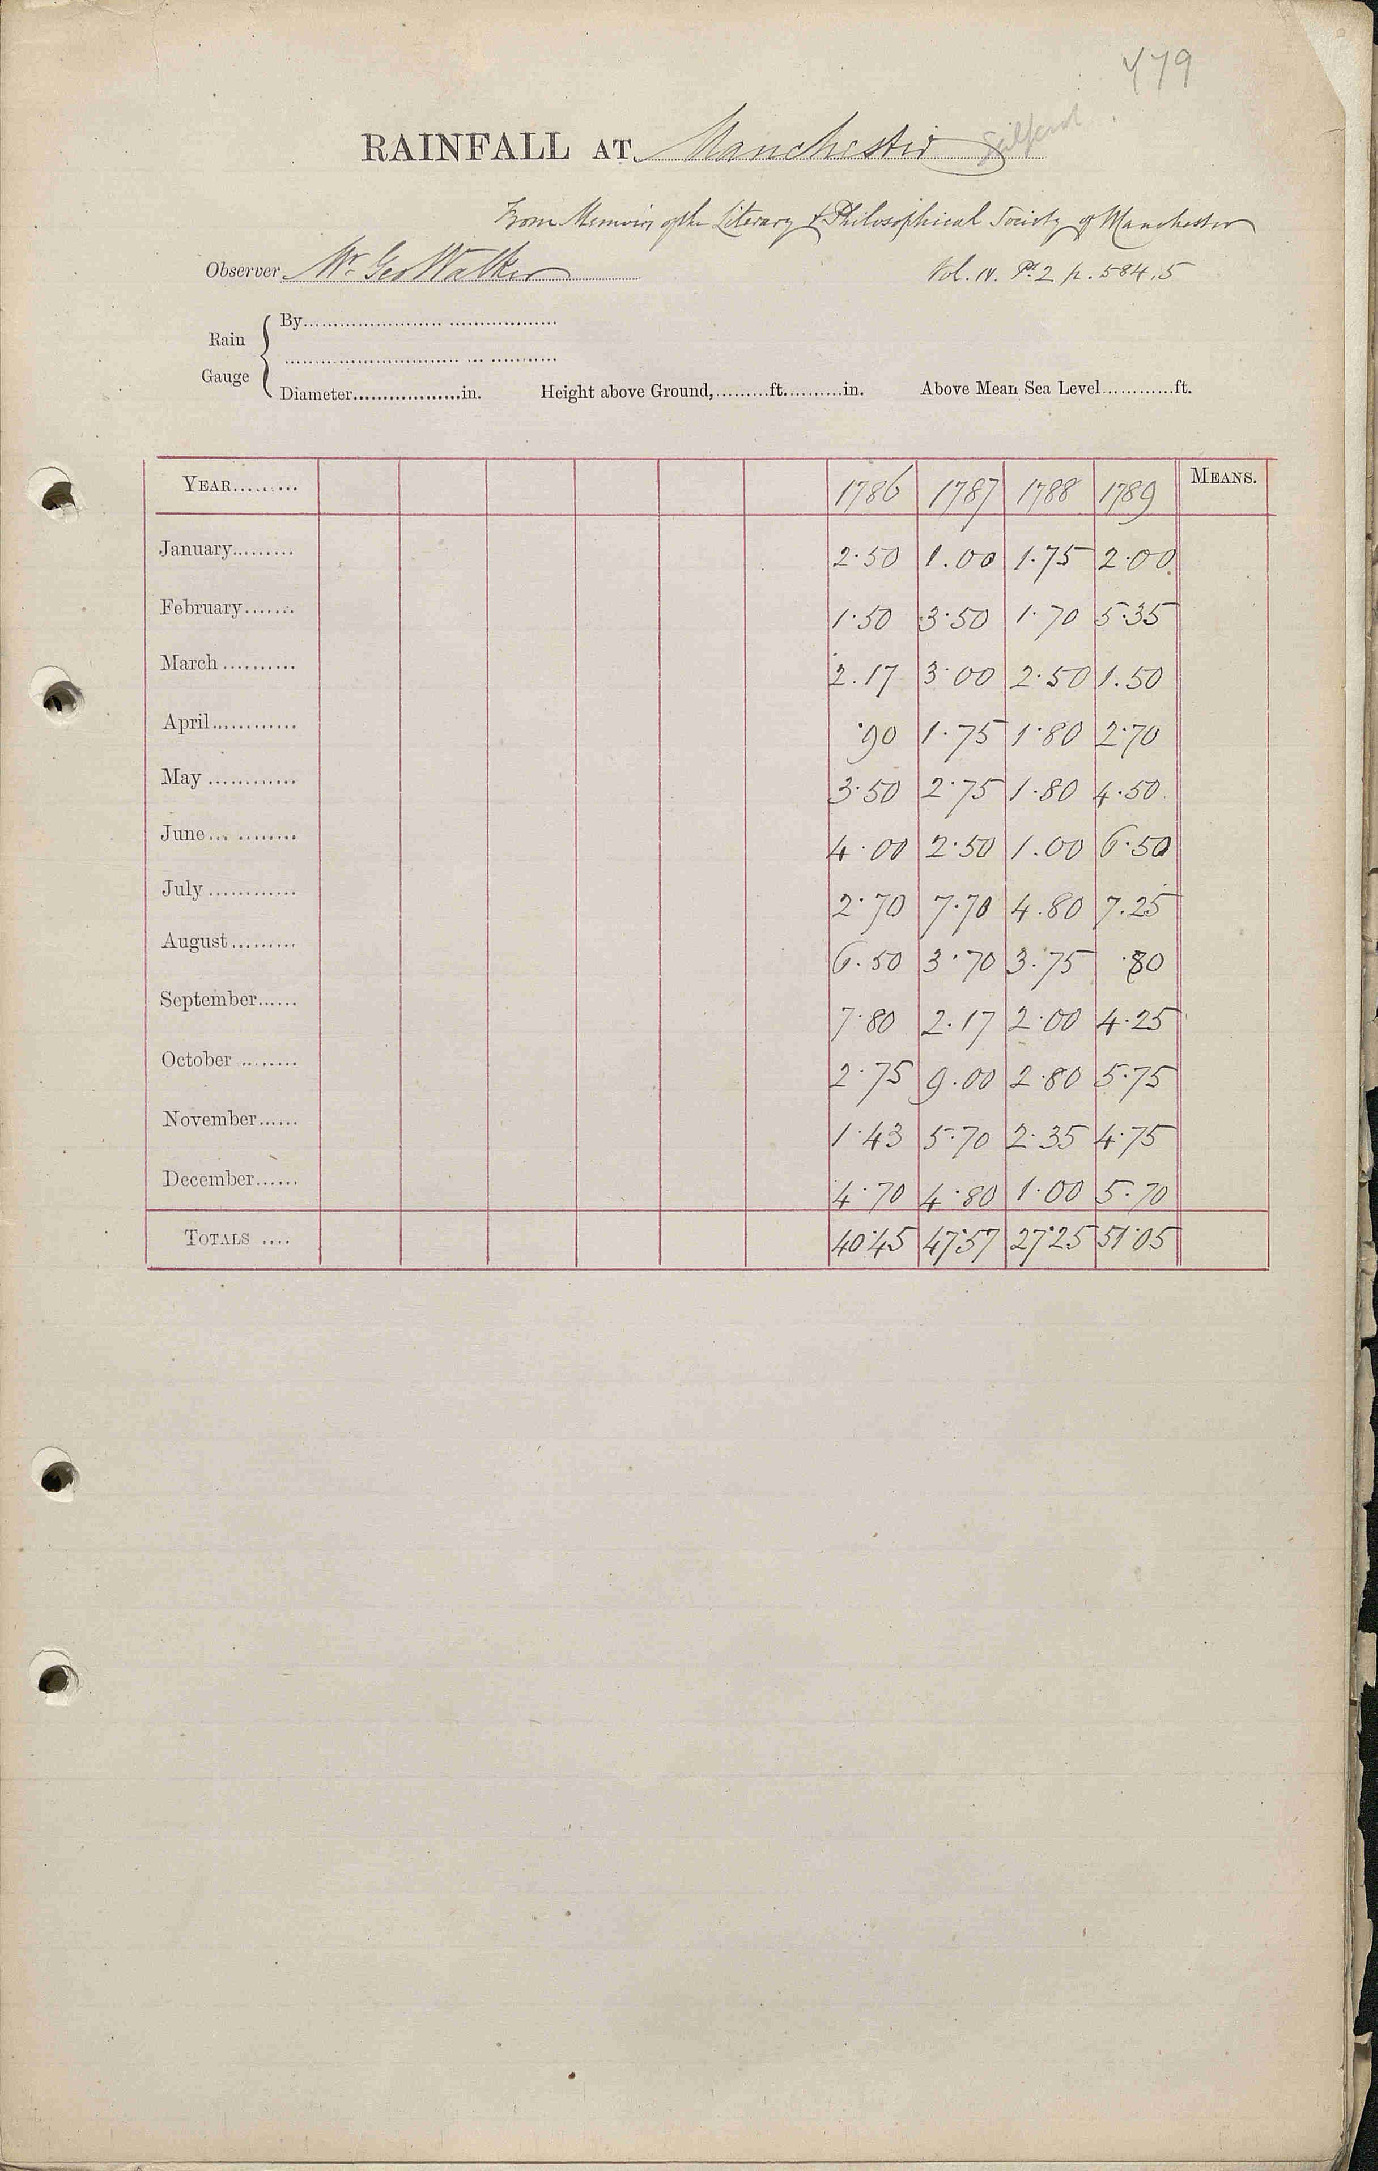 479
RAINFALL AT Manchester Salford
From Memoirs of the Literary & Philosophical Society of Manchester
Observer Mr. Geo Walker Vol. IV. Pt. 2 p. 584,5
Rain Gauge
By
Diameter in. Height above Ground, ft. in. Above Mean Sea Level ft.
YEAR 1786 1787 1788 1789 MEANS.
January 2.50 1.00 1.75 2.00
February 1.50 3.50 1.70 5.35
March 2.17 3.00 2.50 1.50
April .90 1.75 1.80 2.70
May 3.50 2.75 1.80 4.50
June 4.00 2.50 1.00 6.50
July 2.70 7.70 4.80 7.25
August 6.50 3.70 3.75 .80
September 7.80 2.17 2.00 4.25
October 2.75 9.00 2.80 5.75
November 1.43 5.70 2.35 4.75
December 4.70 4.80 1.00 5.70
TOTALS 40.45 47.57 27.25 51.05